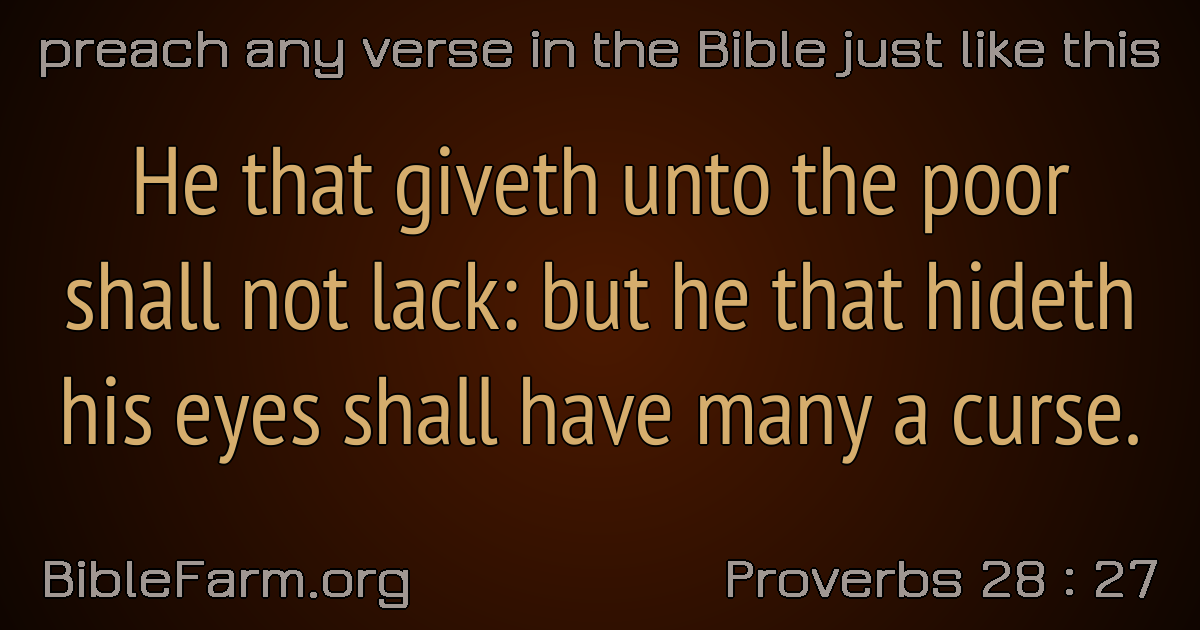 preach any verse in the Bible just like this
He that giveth unto the poor
shall not lack: but he that hideth
his eyes shall have many a curse.
BibleFarm.org
Proverbs 28 : 27